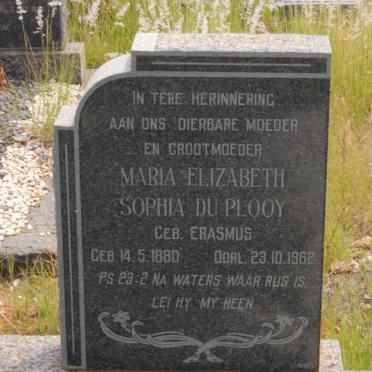 IN TERE HERINNERING
AAN ONS DIERBARE MOEDER
EN GROOTMOEDER
MARIA ELIZABETH
SOPHIA DU PLOOY
GEB. ERASMUS
GEB. 14.5.1880 OORL. 23.10.1962
PS 23:2 NA WATERS WAAR RUS IS,
LEI HY MY HEEN.